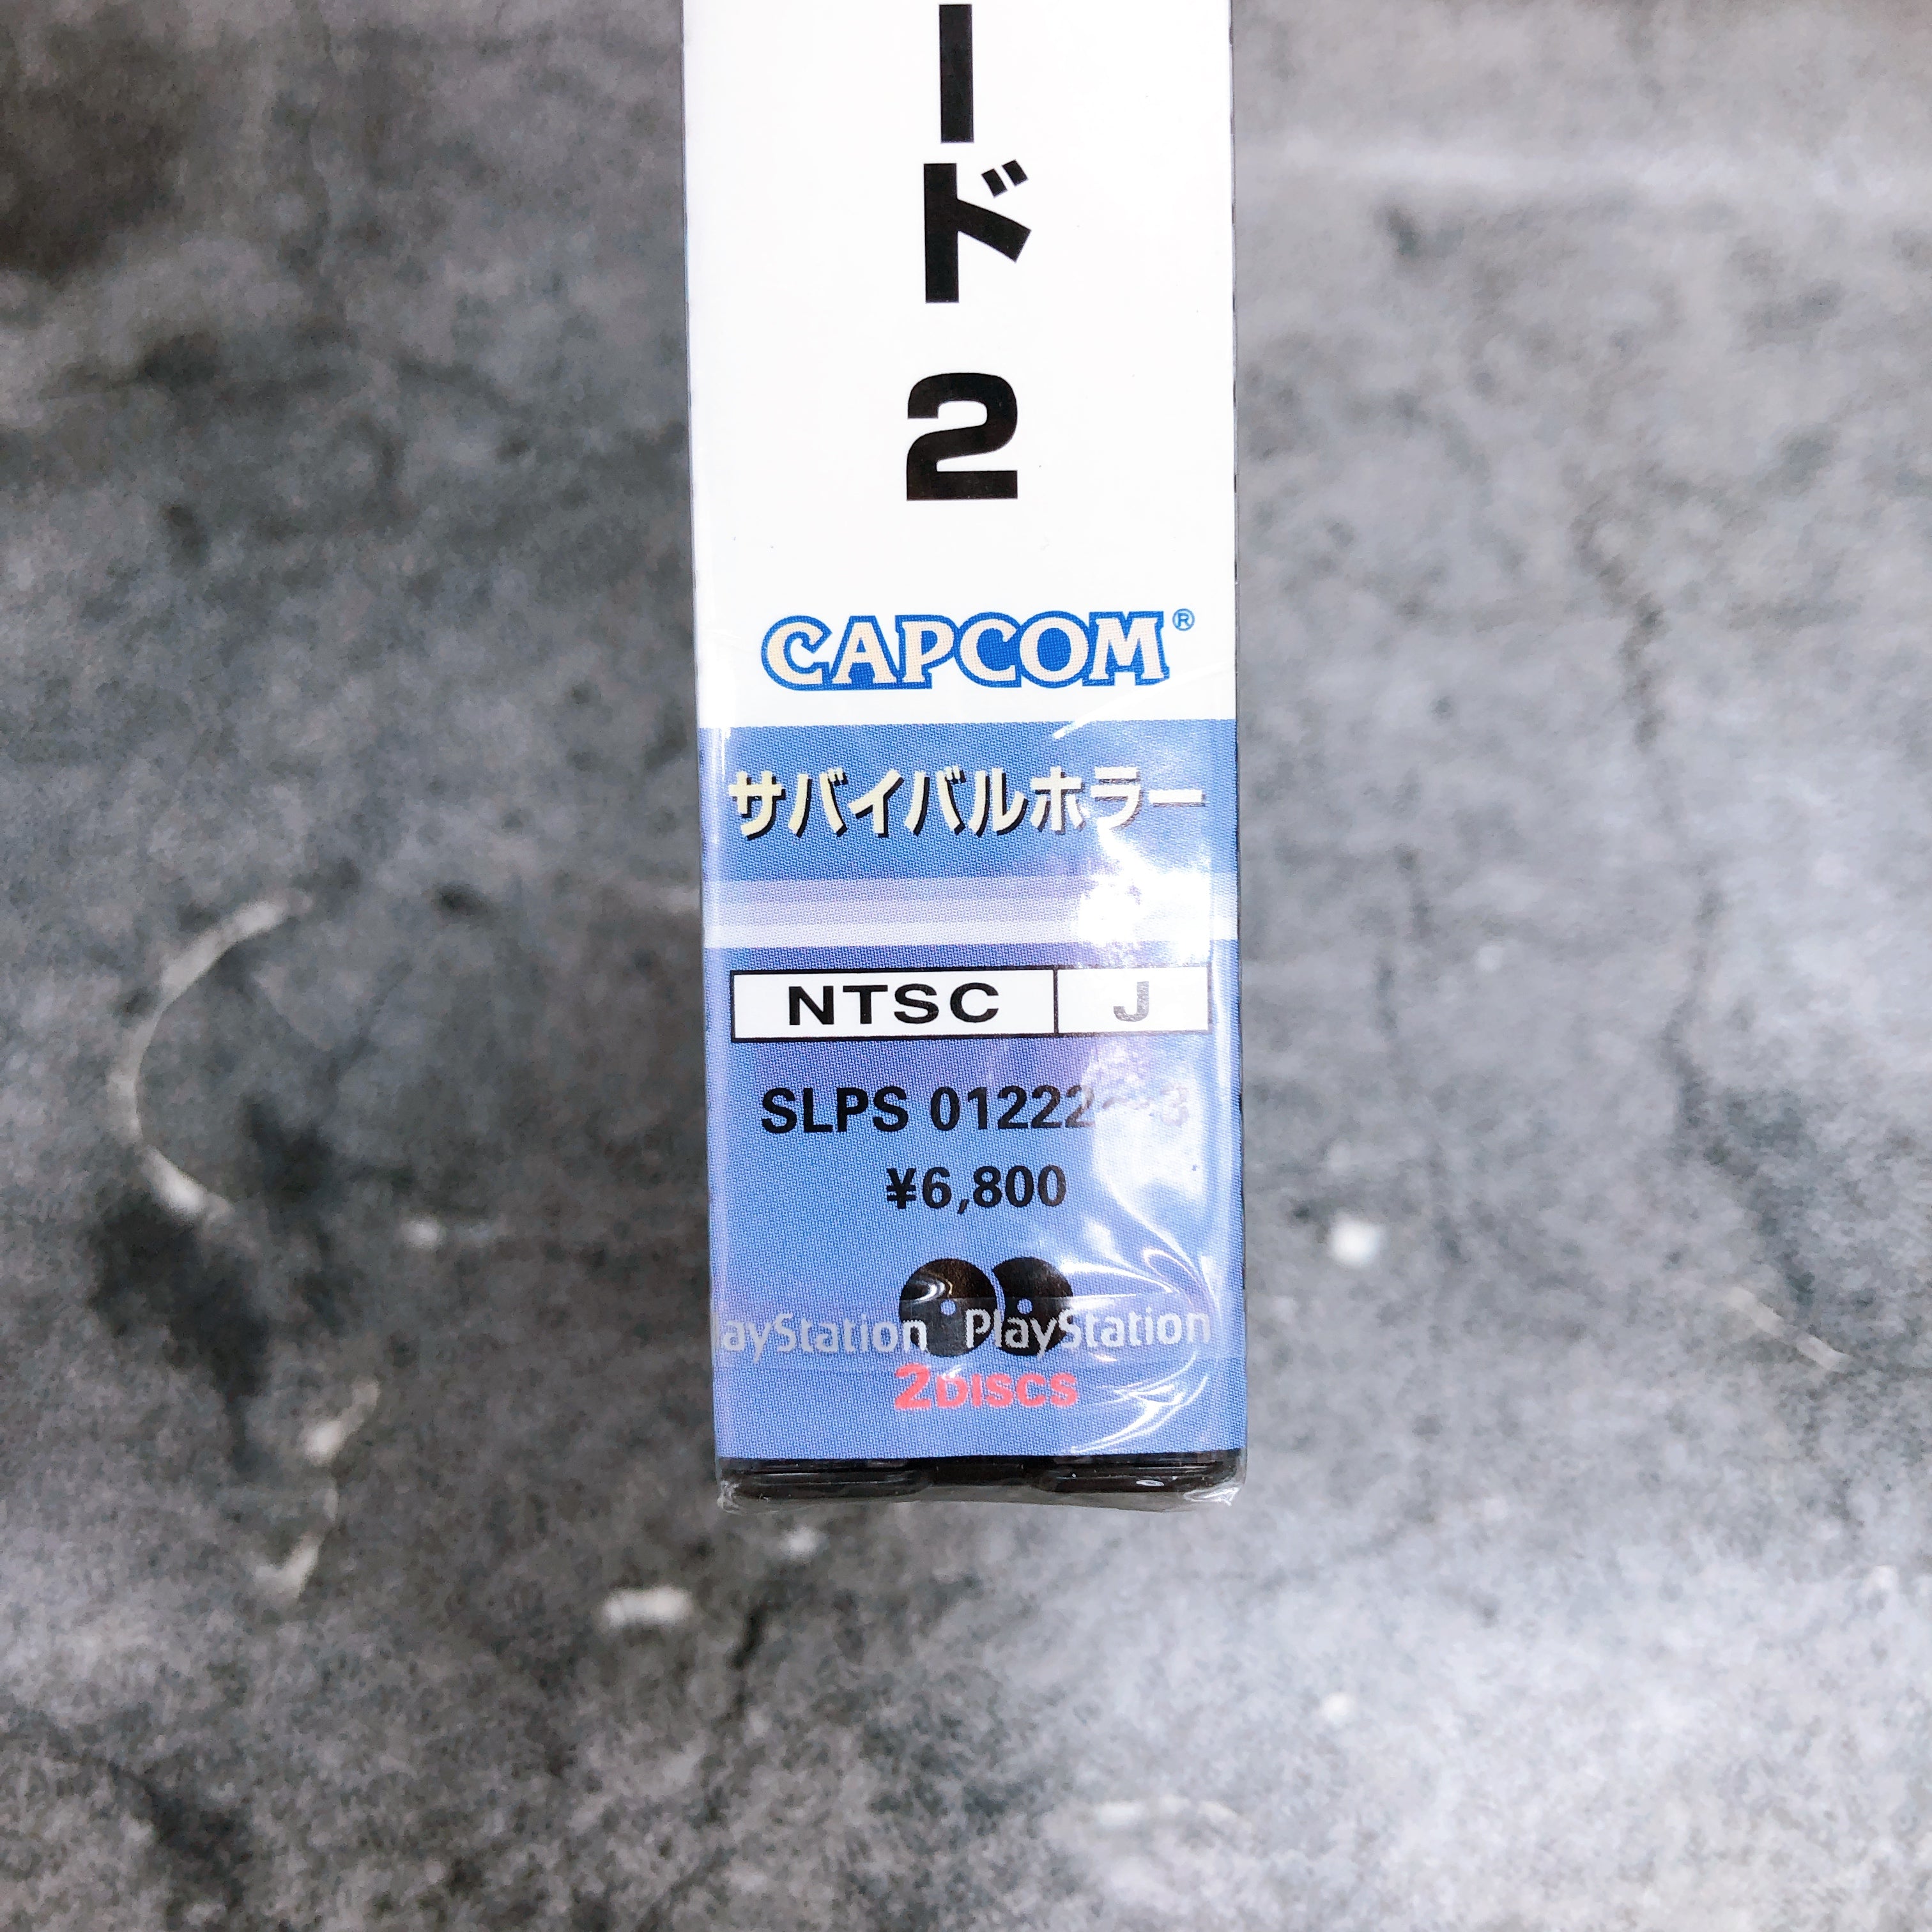 ード
2
CAPCOM®
サバイバルホラー
NTSC J
SLPS 01222
¥6,800
PlayStation
2DISCS